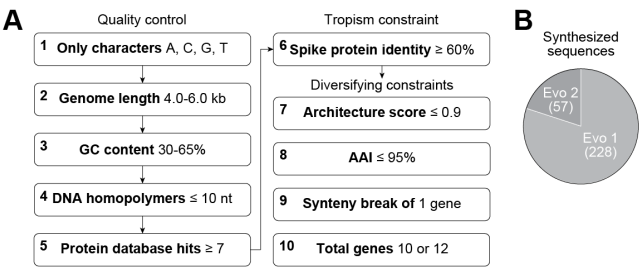 A
Quality control
1 Only characters A, C, G, T
2 Genome length 4.0-6.0 kb
3 GC content 30-65%
4 DNA homopolymers ≤ 10 nt
5 Protein database hits ≥ 7
Tropism constraint
6 Spike protein identity ≥ 60%
Diversifying constraints
7 Architecture score ≤ 0.9
8 AAI ≤ 95%
9 Synteny break of 1 gene
10 Total genes 10 or 12
B
Synthesized
sequences
Evo 2
(57)
Evo 1
(228)